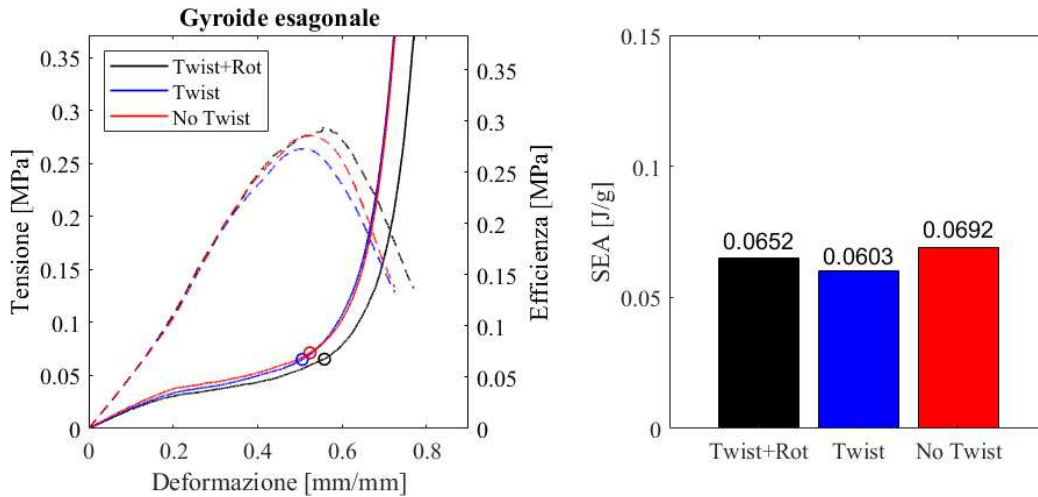 Gyroide esagonale
Twist+Rot
Twist
No Twist
Tensione [MPa]
0.35
0.3
0.25
0.2
0.15
0.1
0.05
0
0
0.2
0.4
0.6
0.8
Deformazione [mm/mm]
0.35
0.3
0.25
0.2
0.15
0.1
0.05
0
Efficienza [MPa]
SEA [J/g]
0.15
0.1
0.05
0
0.0652
0.0603
0.0692
Twist+Rot
Twist
No Twist